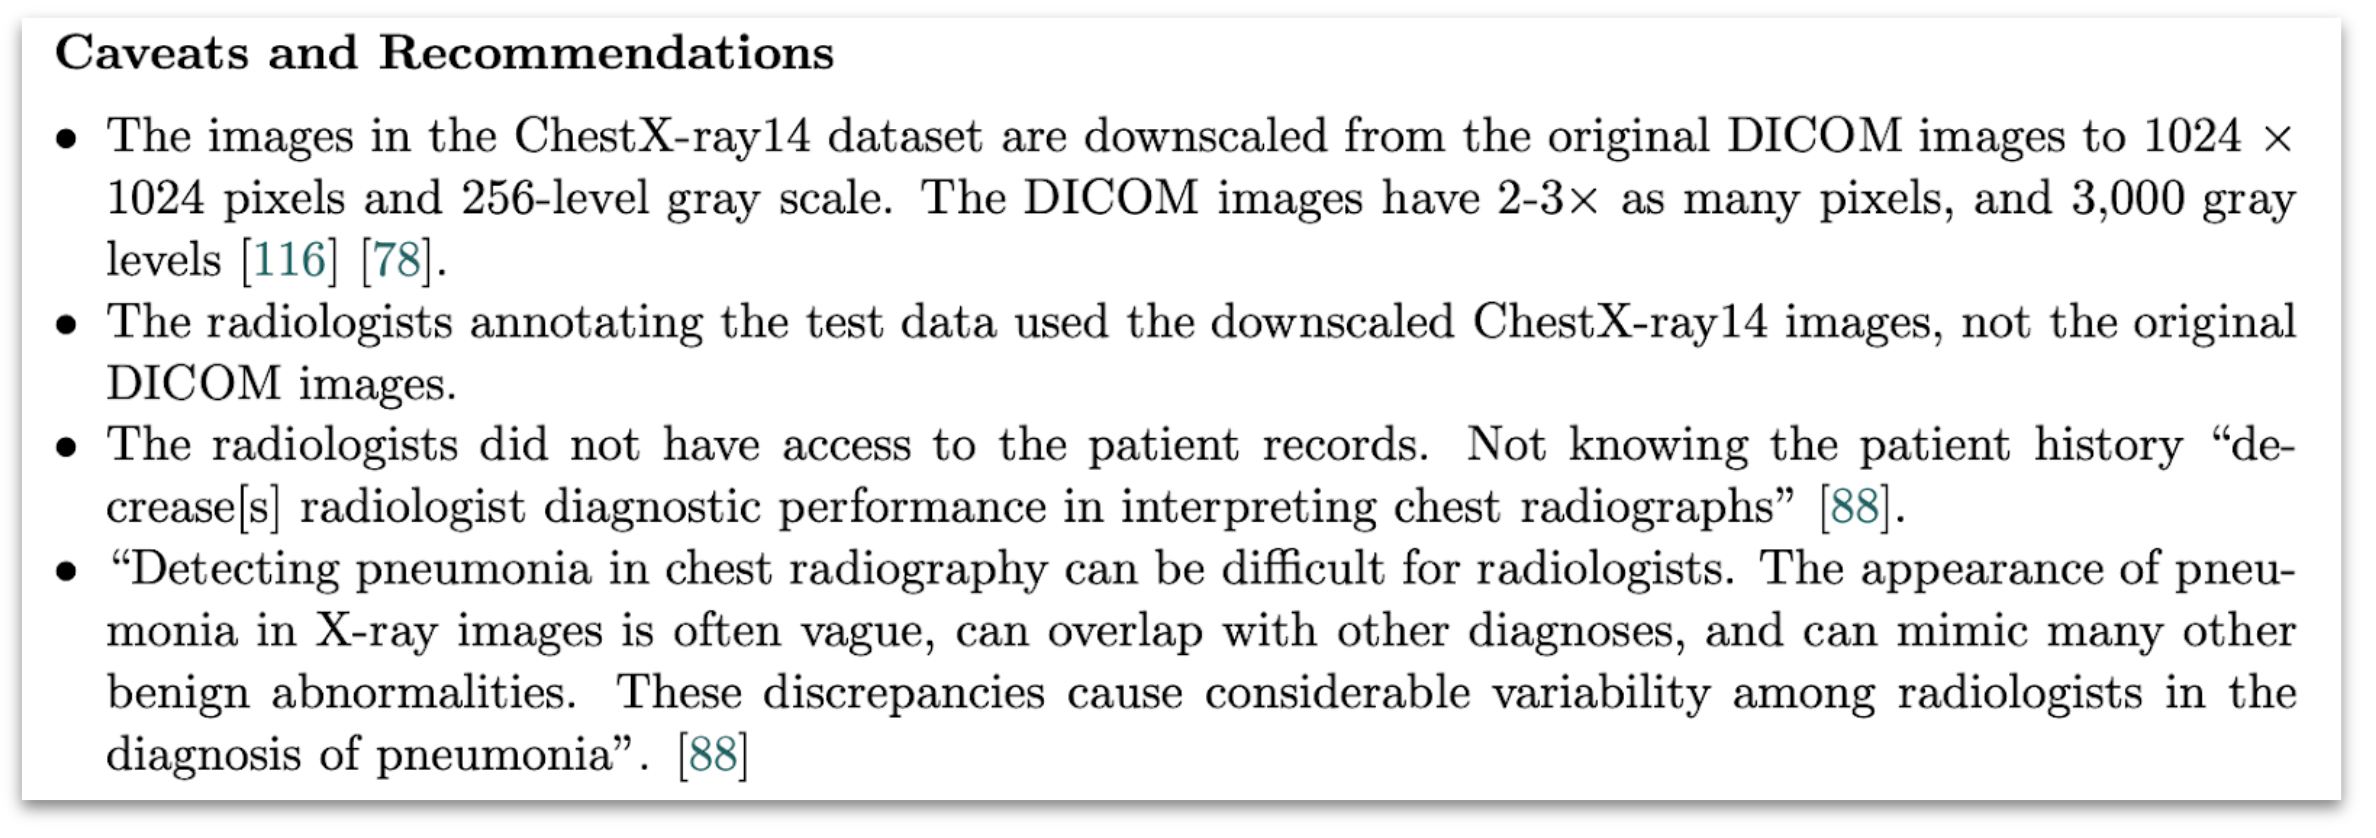 Caveats and Recommendations
• The images in the ChestX-ray14 dataset are downscaled from the original DICOM images to 1024 ×
1024 pixels and 256-level gray scale. The DICOM images have 2-3× as many pixels, and 3,000 gray
levels [116] [78].
• The radiologists annotating the test data used the downscaled ChestX-ray14 images, not the original
DICOM images.
• The radiologists did not have access to the patient records. Not knowing the patient history “de-
crease[s] radiologist diagnostic performance in interpreting chest radiographs” [88].
• “Detecting pneumonia in chest radiography can be difficult for radiologists. The appearance of pneu-
monia in X-ray images is often vague, can overlap with other diagnoses, and can mimic many other
benign abnormalities. These discrepancies cause considerable variability among radiologists in the
diagnosis of pneumonia”. [88]